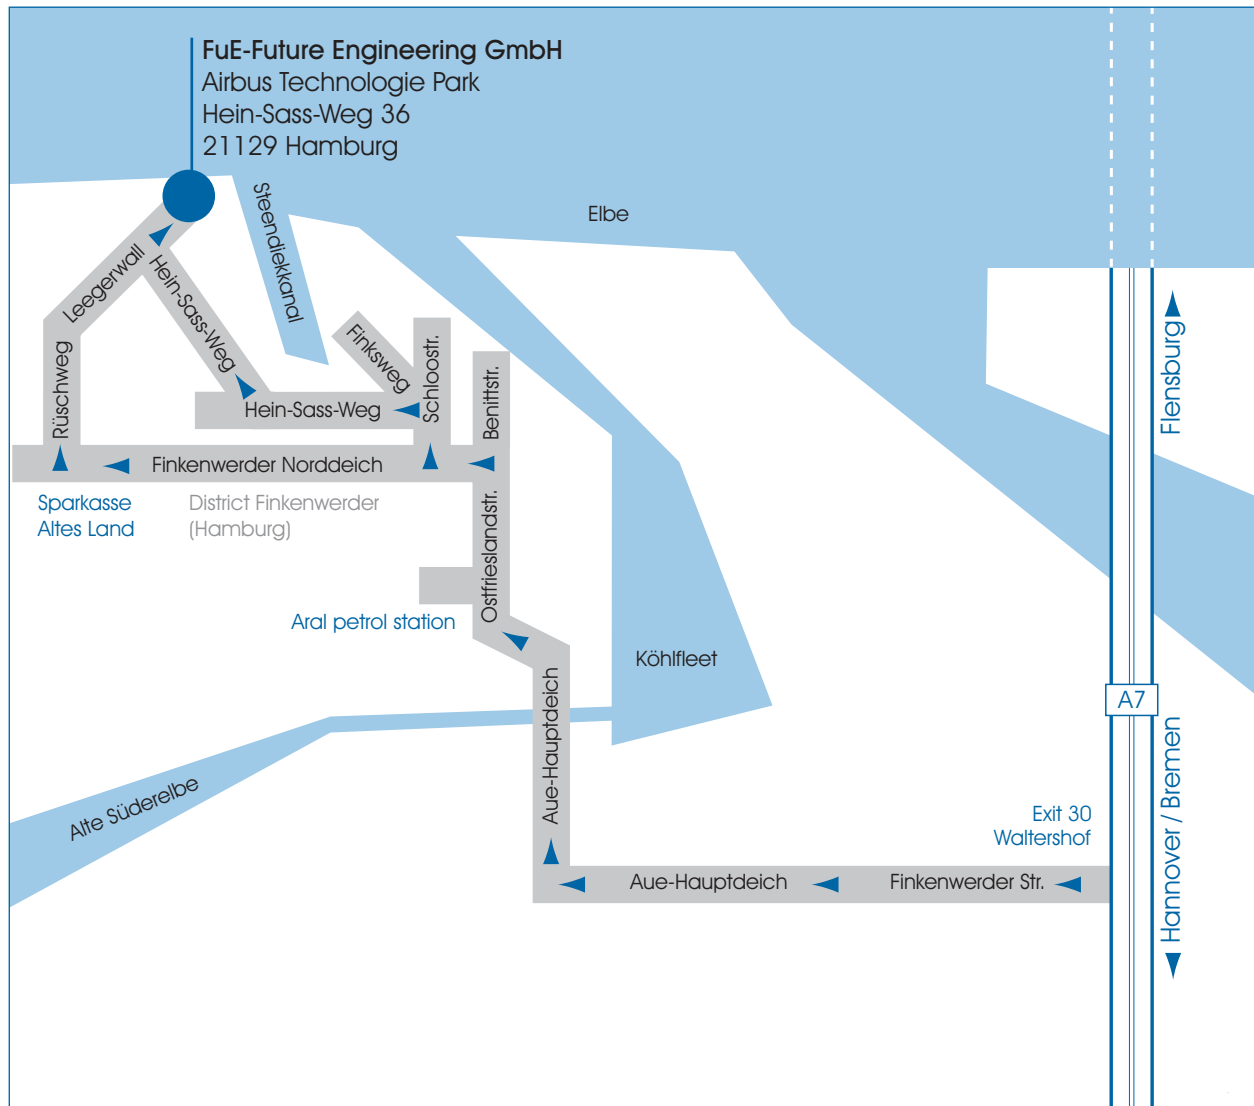 FuE-Future Engineering GmbH
Airbus Technologie Park
Hein-Sass-Weg 36
21129 Hamburg
Steendiekkanal
Elbe
Leegerwall
Hein-Sass-Weg
Finksweg
Schloostr.
Benittstr.
Rüschweg
Hein-Sass-Weg
Flensburg
Finkenwerder Norddeich
Sparkasse
Altes Land
District Finkenwerder
(Hamburg)
Ostfrieslandstr.
Aral petrol station
Köhlfleet
A7
Aue-Hauptdeich
Alte Süderelbe
Exit 30
Waltershof
Hannover / Bremen
Aue-Hauptdeich
Finkenwerder Str.